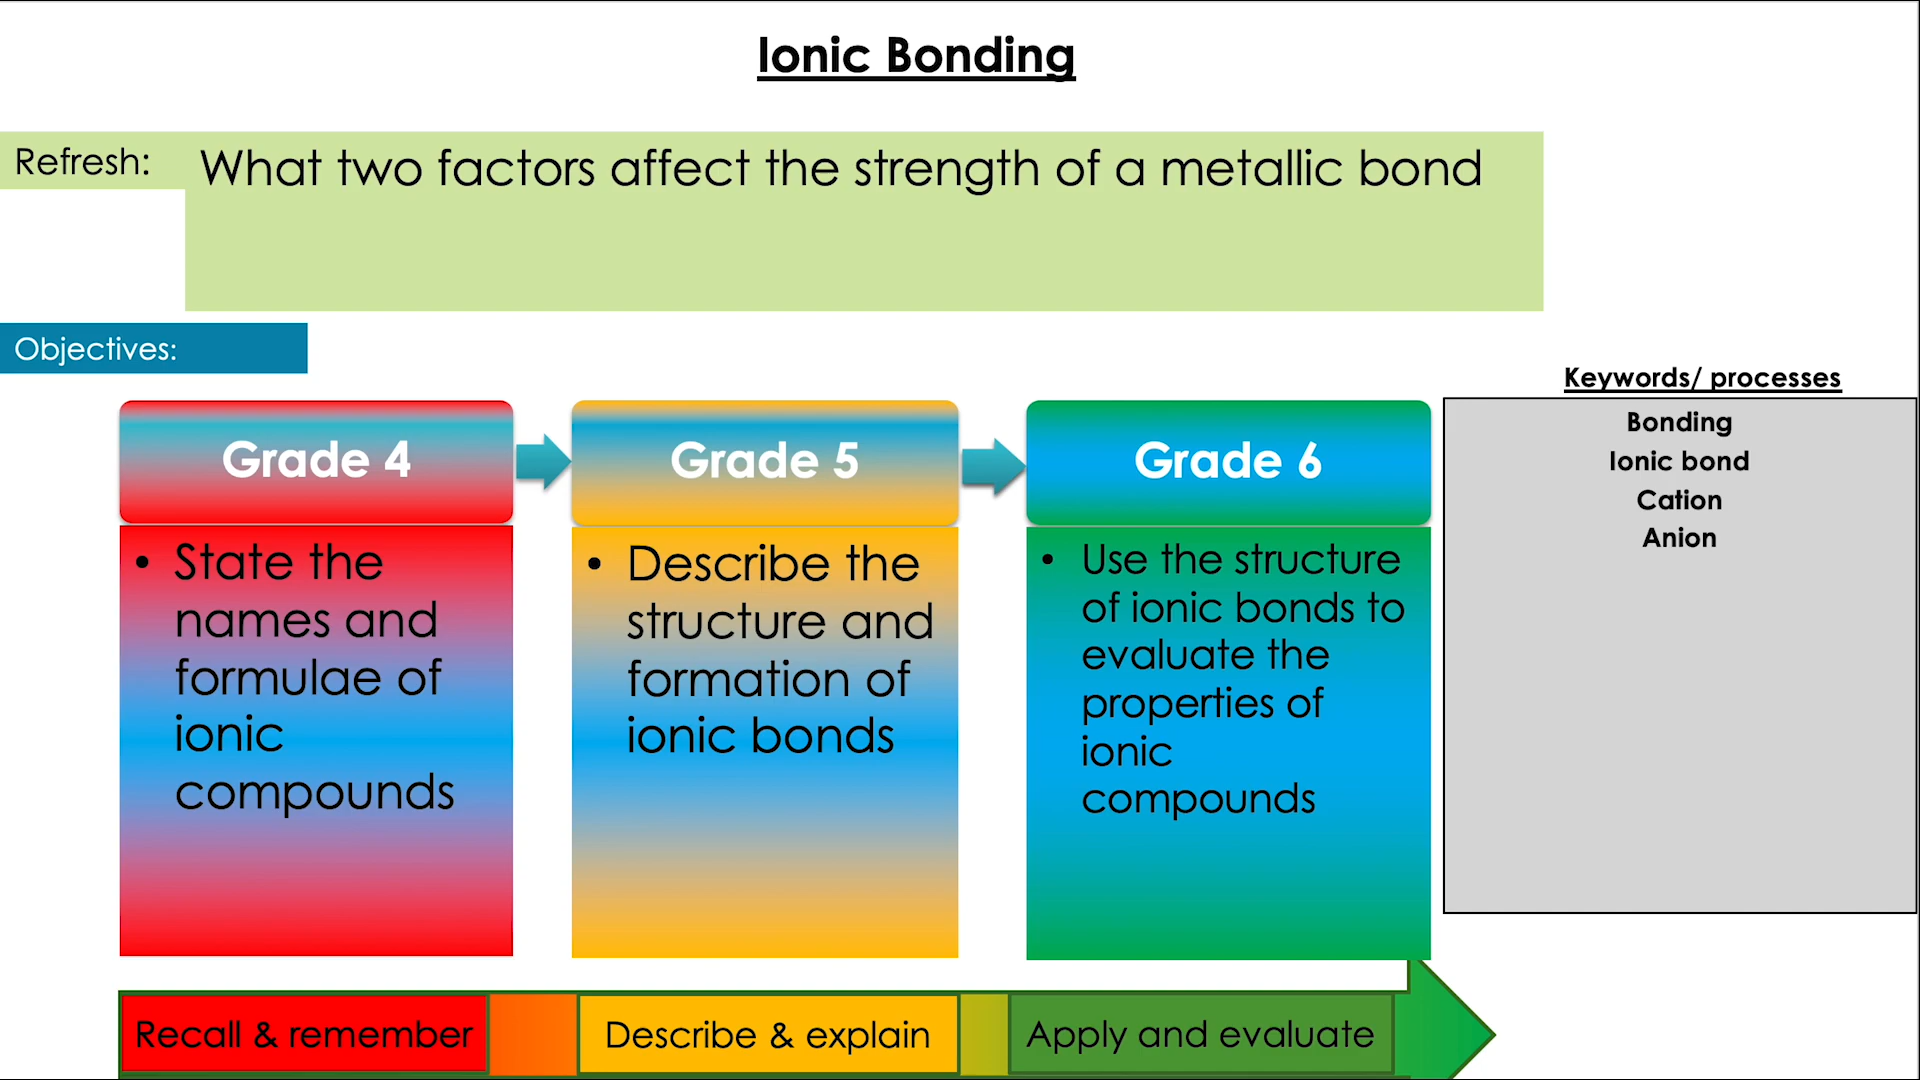 Ionic Bonding
Refresh:
What two factors affect the strength of a metallic bond
Objectives:
Keywords/ processes
Bonding
Ionic bond
Cation
Anion
Grade 4
• State the
names and
formulae of
ionic
compounds
Grade 5
• Describe the
structure and
formation of
ionic bonds
Grade 6
• Use the structure
of ionic bonds to
evaluate the
properties of
ionic
compounds
Recall & remember
Describe & explain
Apply and evaluate